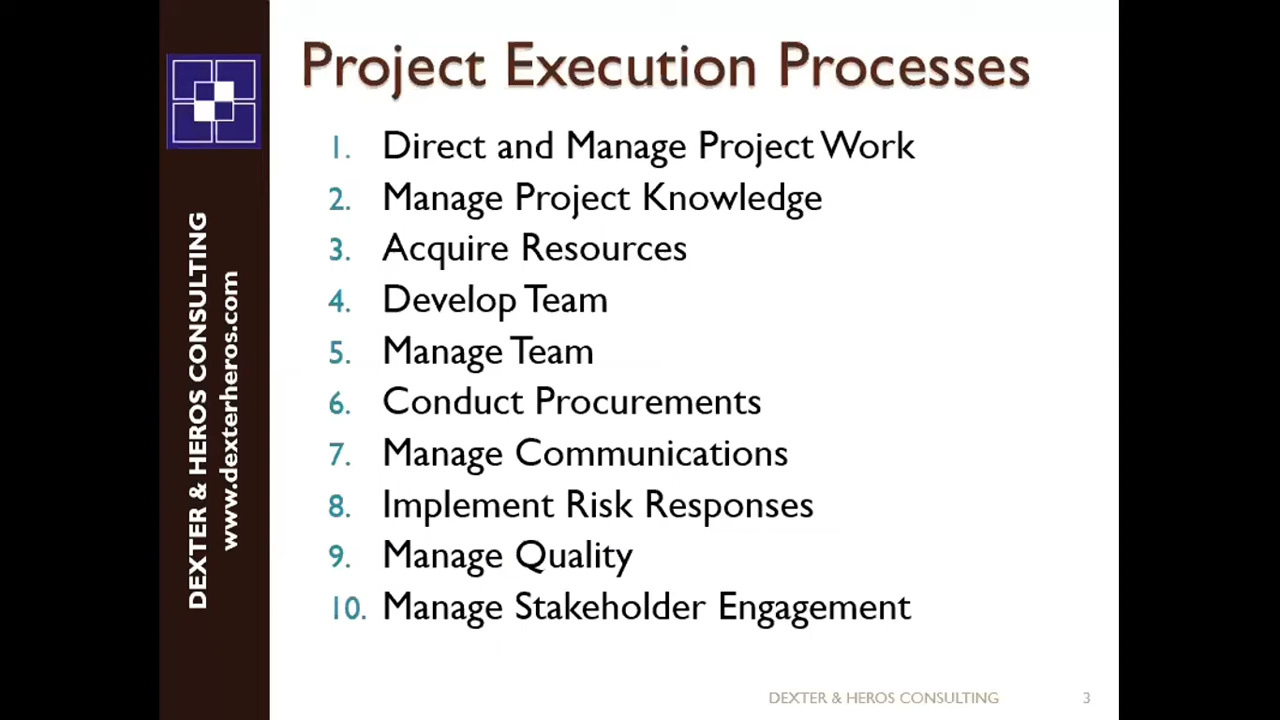 Project Execution Processes
1. Direct and Manage Project Work
2. Manage Project Knowledge
3. Acquire Resources
4. Develop Team
5. Manage Team
6. Conduct Procurements
7. Manage Communications
8. Implement Risk Responses
9. Manage Quality
10. Manage Stakeholder Engagement
DEXTER & HEROS CONSULTING
www.dexterheros.com
DEXTER & HEROS CONSULTING 3